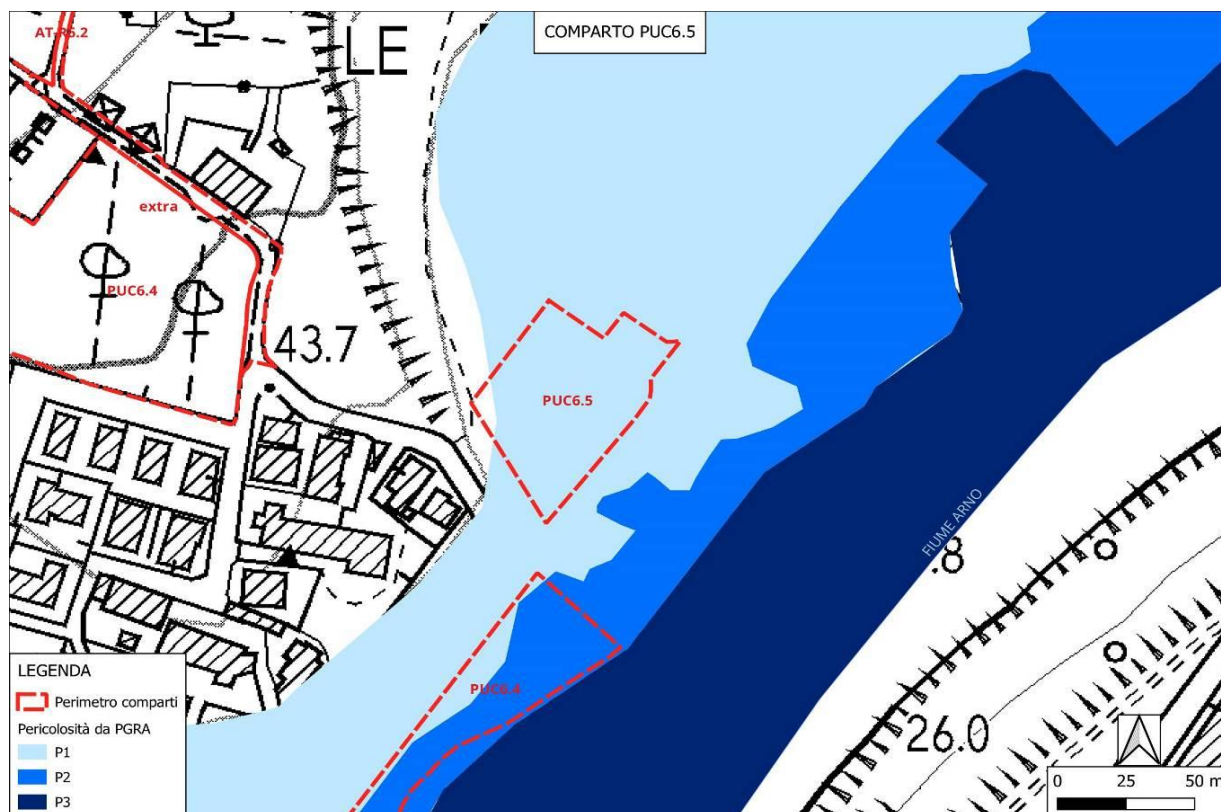 COMPARTO PUC6.5
AT-R6.2
LE
extra
PUC6.4
43.7
PUC6.5
FIUME ARNO
.8
PUC6.4
26.0
LEGENDA
Perimetro comparti
Pericolosità da PGRA
P1
P2
P3
0 25 50 m